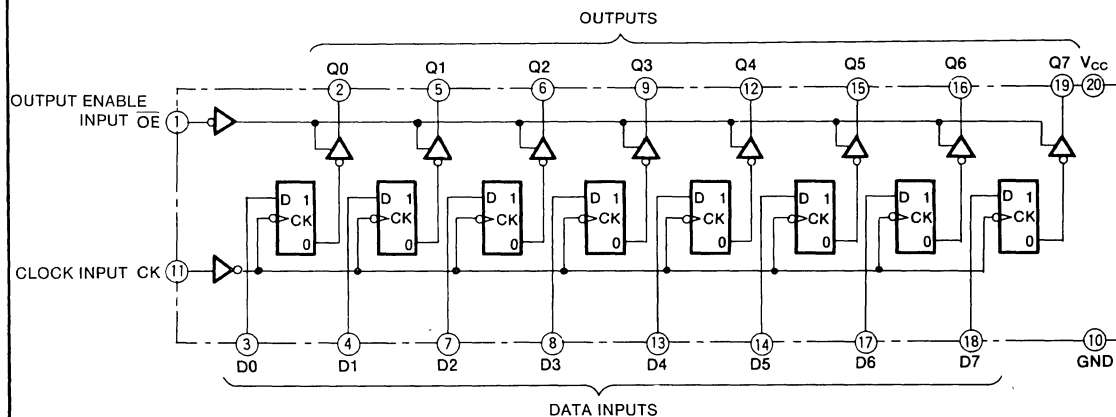 OUTPUTS
Q0 Q1 Q2 Q3 Q4 Q5 Q6 Q7 VCC
2 5 6 9 12 15 16 19 20
OUTPUT ENABLE
INPUT OE 1
D 1 D 1 D 1 D 1 D 1 D 1 D 1 D 1
CK CK CK CK CK CK CK CK
0 0 0 0 0 0 0 0
CLOCK INPUT CK 11
3 4 7 8 13 14 17 18 10
D0 D1 D2 D3 D4 D5 D6 D7 GND
DATA INPUTS